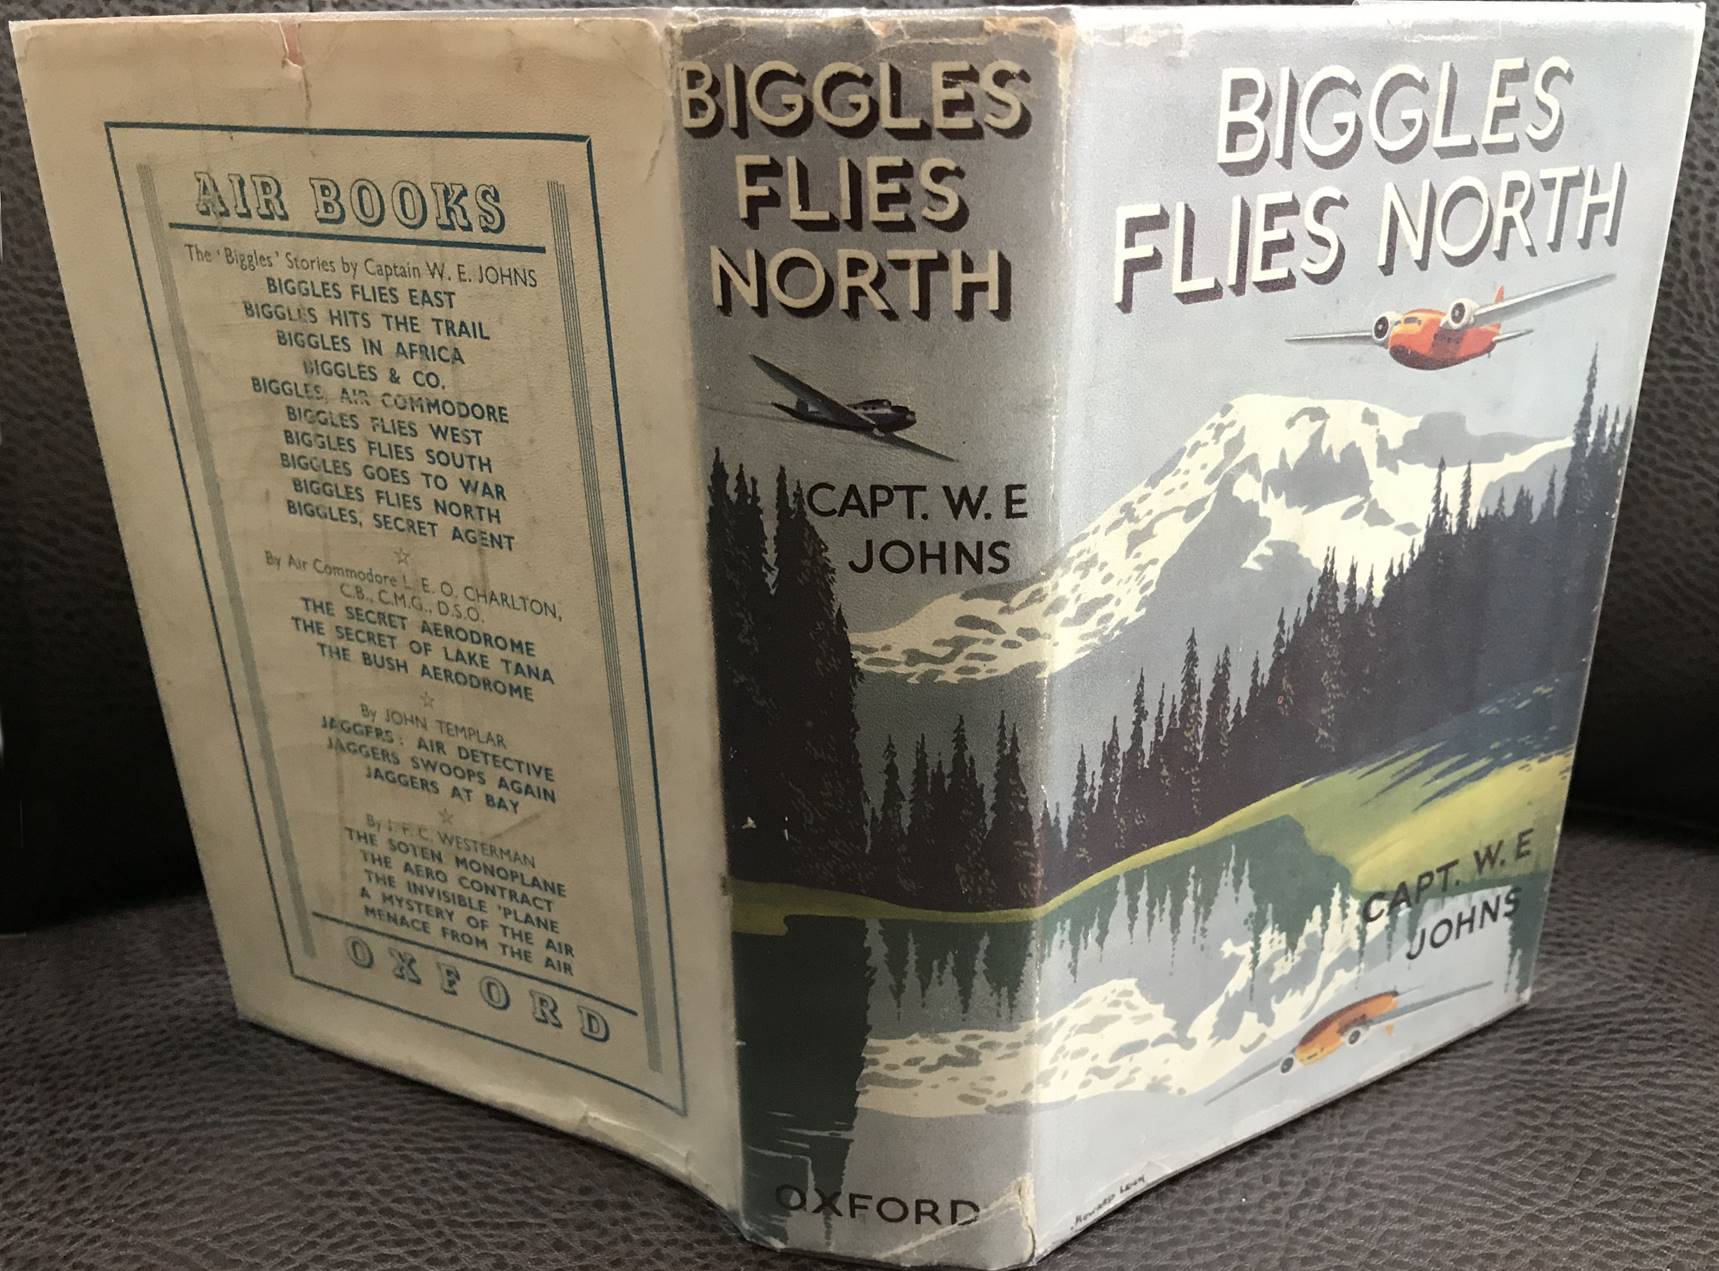 AIR BOOKS
The 'Biggles' Stories by Captain W. E. JOHNS
BIGGLES FLIES EAST
BIGGLES HITS THE TRAIL
BIGGLES IN AFRICA
BIGGLES & CO.
BIGGLES, AIR COMMODORE
BIGGLES FLIES WEST
BIGGLES FLIES SOUTH
BIGGLES GOES TO WAR
BIGGLES FLIES NORTH
BIGGLES, SECRET AGENT
By Air Commodore L. E. O. CHARLTON,
C.B., C.M.G., D.S.O.
THE SECRET AERODROME
THE SECRET OF LAKE TANA
THE BUSH AERODROME
By JOHN TEMPLAR
JAGGERS: AIR DETECTIVE
JAGGERS SWOOPS AGAIN
JAGGERS AT BAY
By J. F. C. WESTERMAN
THE SOTEN MONOPLANE
THE AERO CONTRACT
THE INVISIBLE 'PLANE
A MYSTERY OF THE AIR
MENACE FROM THE AIR
OXFORD
BIGGLES
FLIES
NORTH
CAPT. W. E
JOHNS
OXFORD
BIGGLES
FLIES NORTH
CAPT. W. E
JOHNS
HOWARD LEIGH